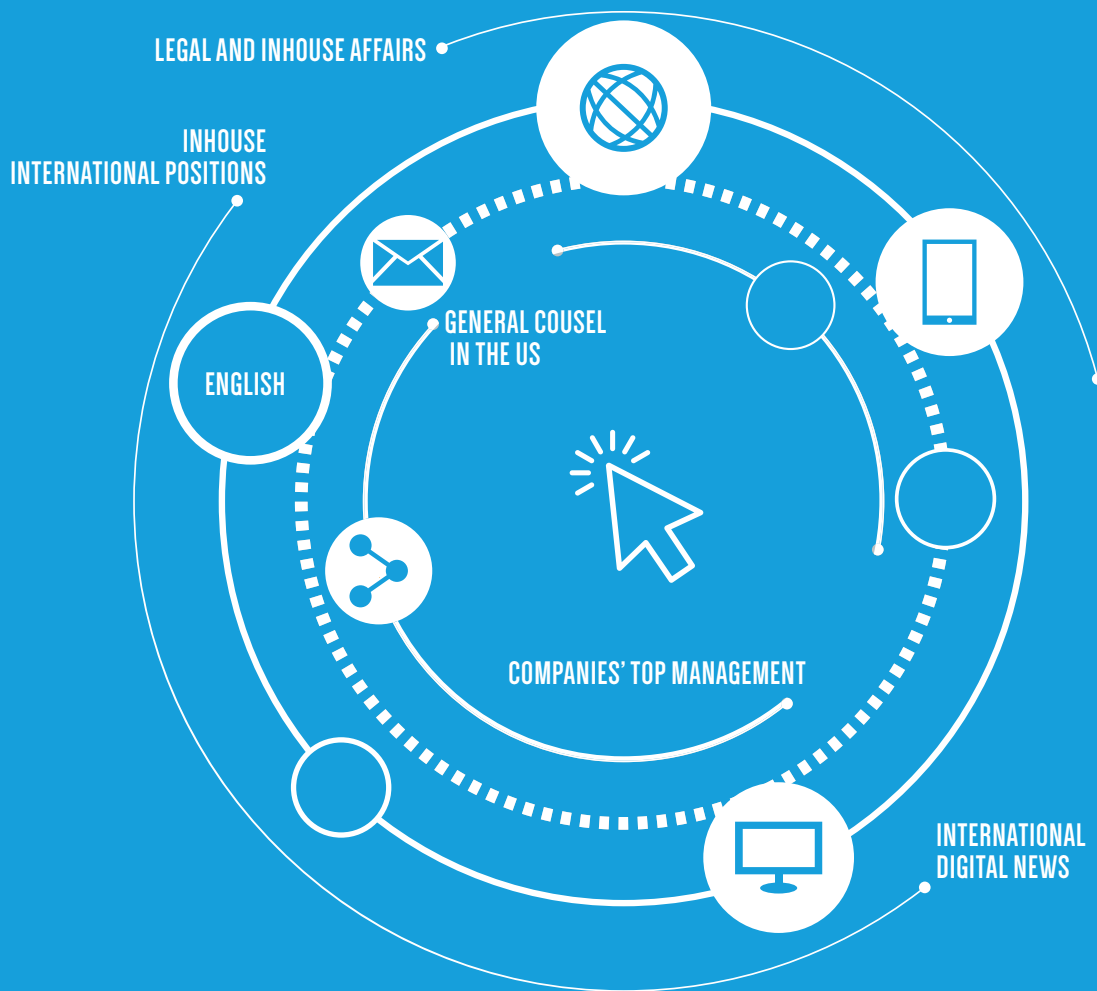 LEGAL AND INHOUSE AFFAIRS
INHOUSE
INTERNATIONAL POSITIONS
GENERAL COUSEL
IN THE US
ENGLISH
COMPANIES' TOP MANAGEMENT
INTERNATIONAL
DIGITAL NEWS